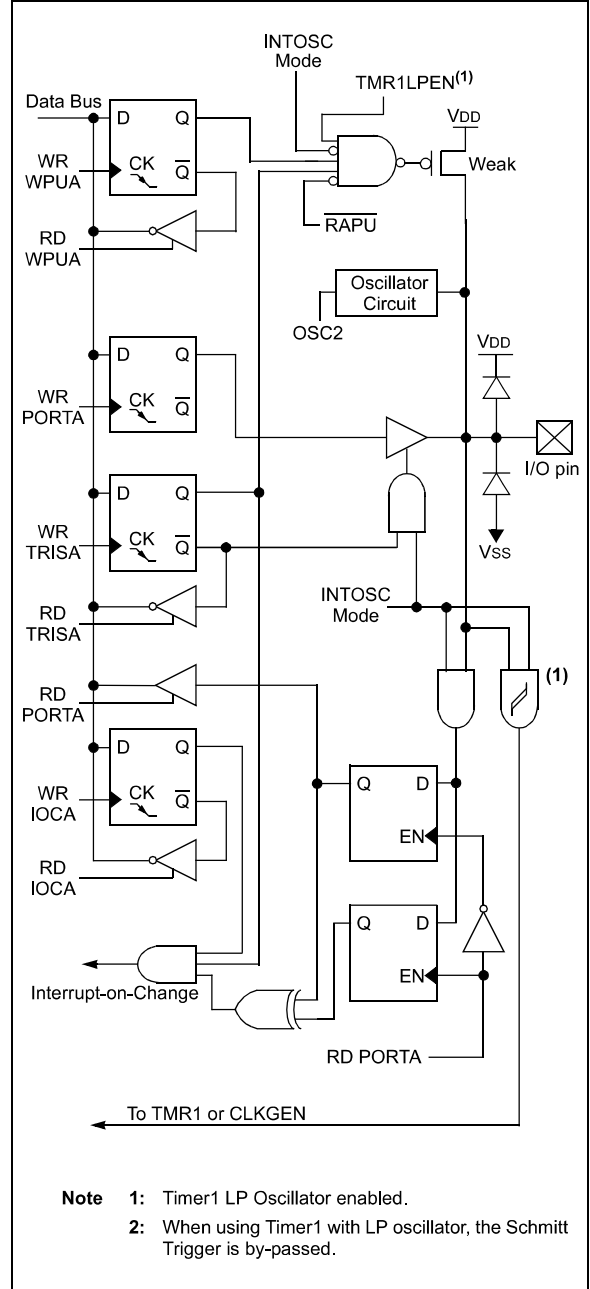 INTOSC
Mode
TMR1LPEN(1)
Data Bus
D Q
VDD
WR
WPUA
CK Q
Weak
RD
WPUA
RAPU
Oscillator
Circuit
OSC2
D Q
VDD
WR
PORTA
CK Q
I/O pin
D Q
WR
TRISA
CK Q
VSS
INTOSC
Mode
RD
TRISA
(1)
RD
PORTA
D Q
Q D
WR
IOCA
CK Q
EN
RD
IOCA
Q D
EN
Interrupt-on-Change
RD PORTA
To TMR1 or CLKGEN
Note 1: Timer1 LP Oscillator enabled.
2: When using Timer1 with LP oscillator, the Schmitt
Trigger is by-passed.